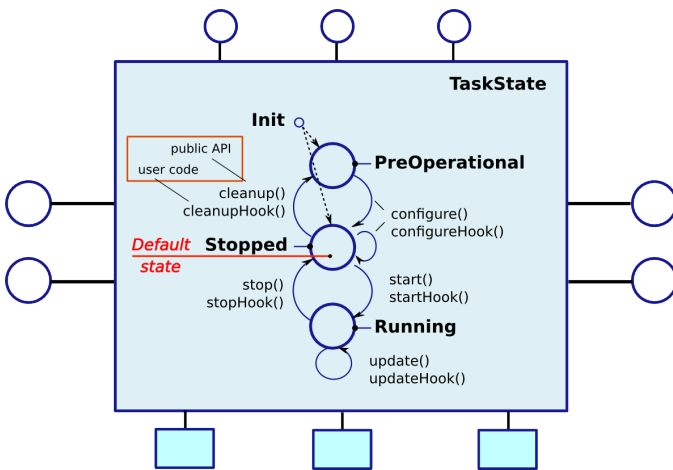 TaskState
Init
public API
user code
PreOperational
cleanup()
cleanupHook()
configure()
configureHook()
Default
state
Stopped
stop()
stopHook()
start()
startHook()
Running
update()
updateHook()